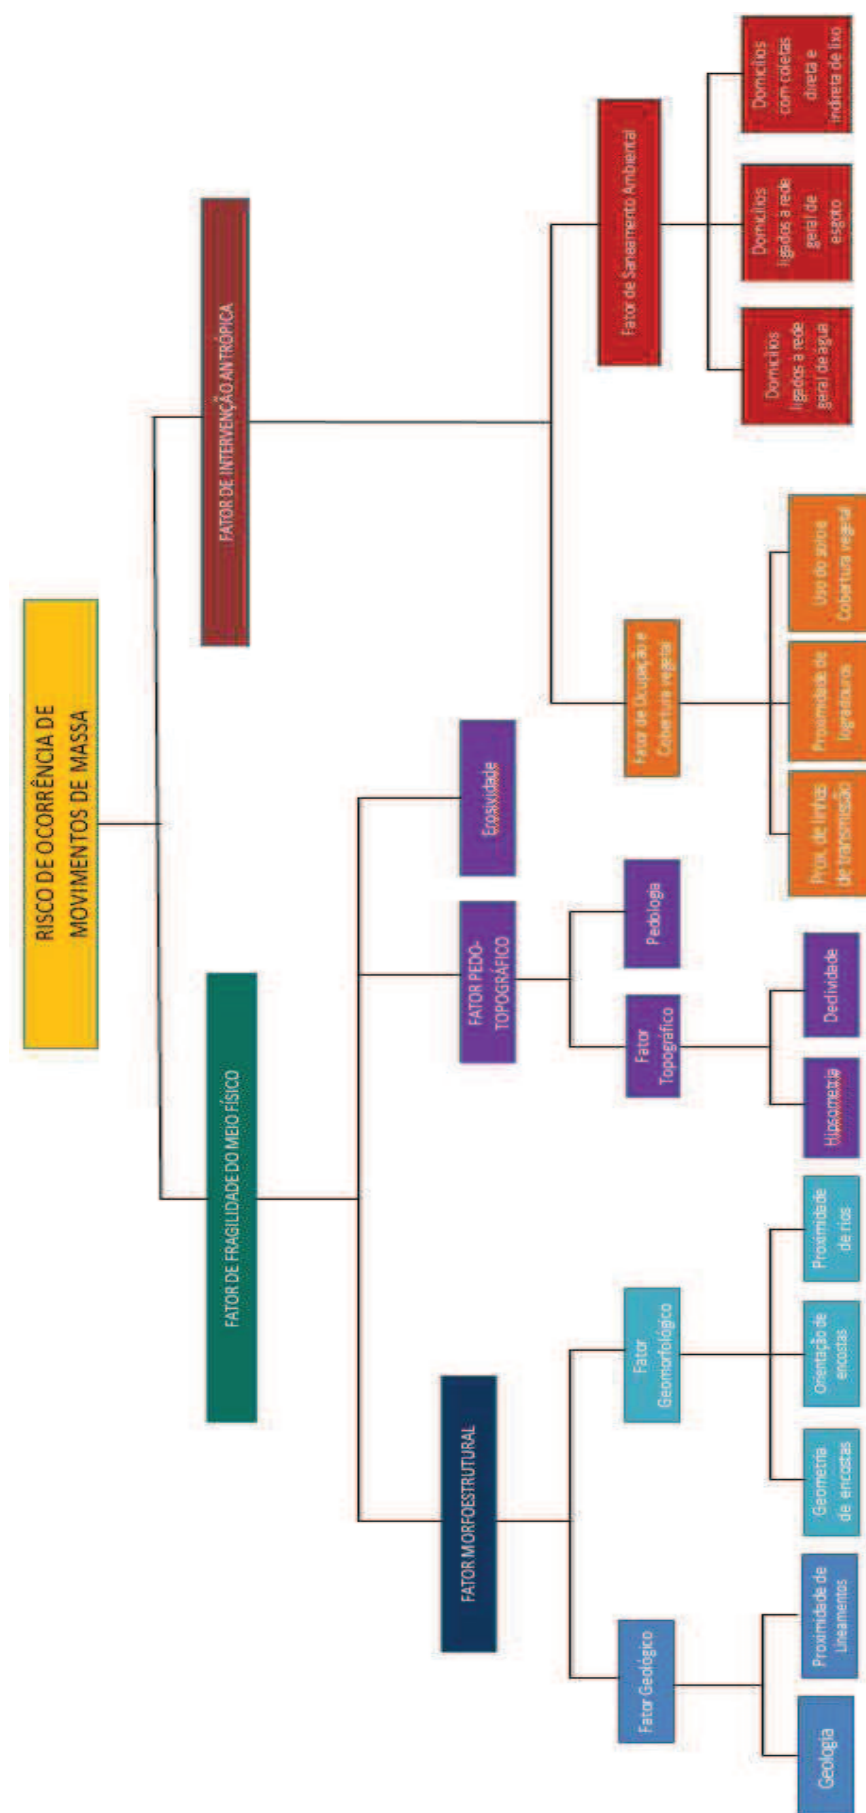 RISCO DE OCORRÊNCIA DE
MOVIMENTOS DE MASSA
FATOR DE FRAGILIDADE DO MEIO FÍSICO
FATOR DE INTERVENÇÃO ANTRÓPICA
FATOR MORFOESTRUTURAL
FATOR PEDO-
TOPOGRÁFICO
Erosividade
Fator Geológico
Fator
Geomorfológico
Fator
Topográfico
Pedologia
Fator de Ocupação e
Cobertura vegetal
Fator de Saneamento Ambiental
Geologia
Proximidade de
Lineamentos
Geometria
de encostas
Orientação de
encostas
Proximidade
de rios
Hipsometria
Declividade
Prox. de linhas
de transmissão
Proximidade de
logradouros
Uso do solo e
Cobertura vegetal
Domicílios
ligados a rede
geral de água
Domicílios
ligados a rede
geral de
esgoto
Domicílios
com coletas
direta e
indireta de lixo